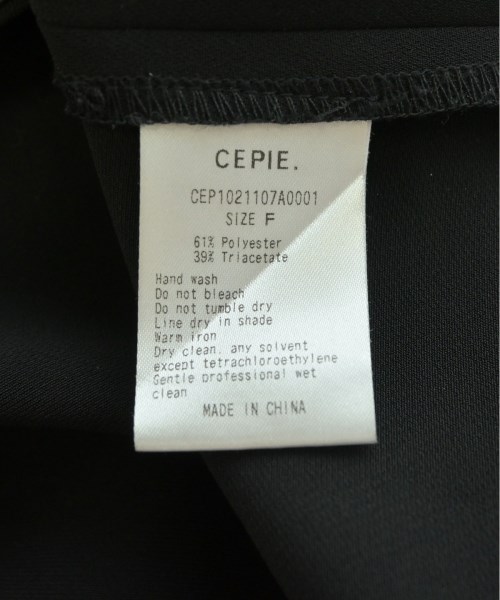 CEPIE.
CEP1021107A0001
SIZE F
61% Polyester
39% Triacetate
Hand wash
Do not bleach
Do not tumble dry
Line dry in shade
Warm iron
Dry clean. any solvent
except tetrachloroethylene
Gentle professional wet
clean
MADE IN CHINA